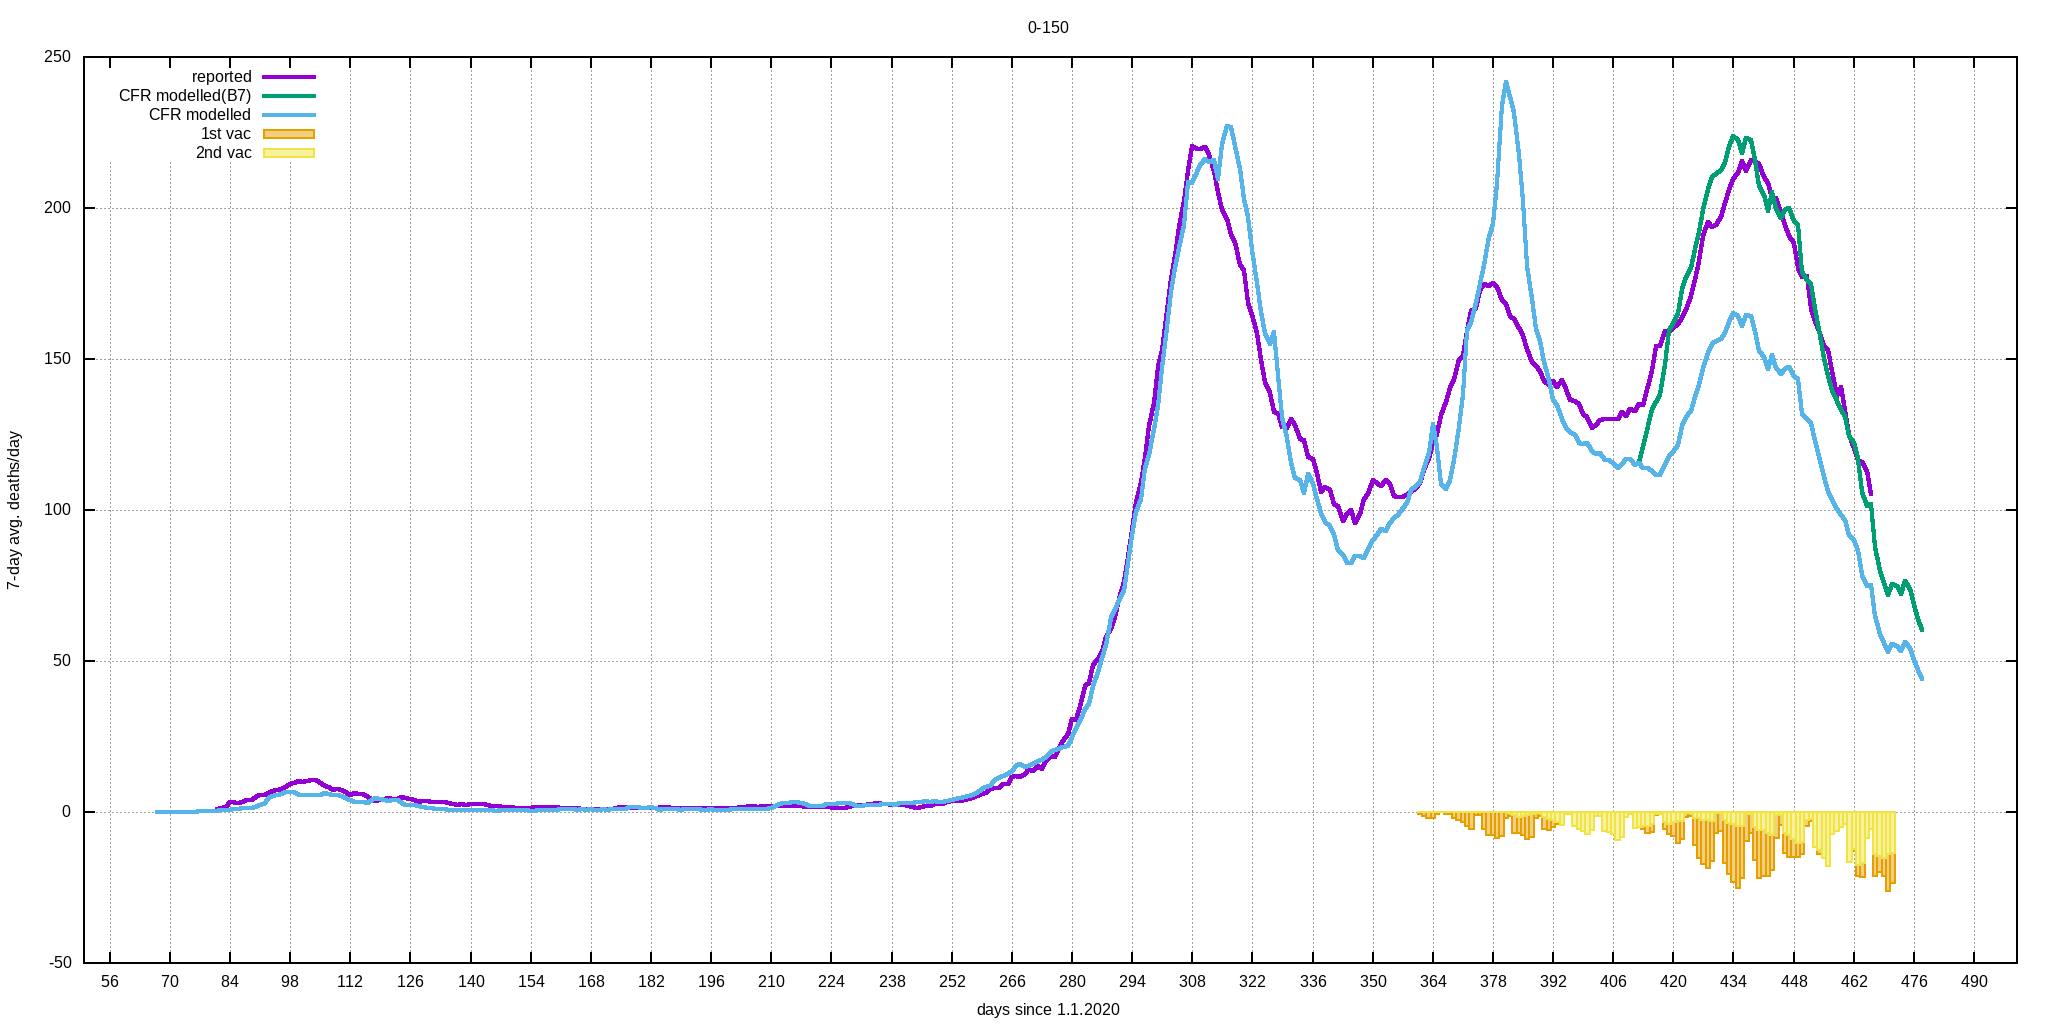 0-150
250
200
150
100
50
0
-50
7-day avg. deaths/day
reported
CFR modelled(B7)
CFR modelled
1st vac
2nd vac
56 70 84 98 112 126 140 154 168 182 196 210 224 238 252 266 280 294 308 322 336 350 364 378 392 406 420 434 448 462 476 490
days since 1.1.2020